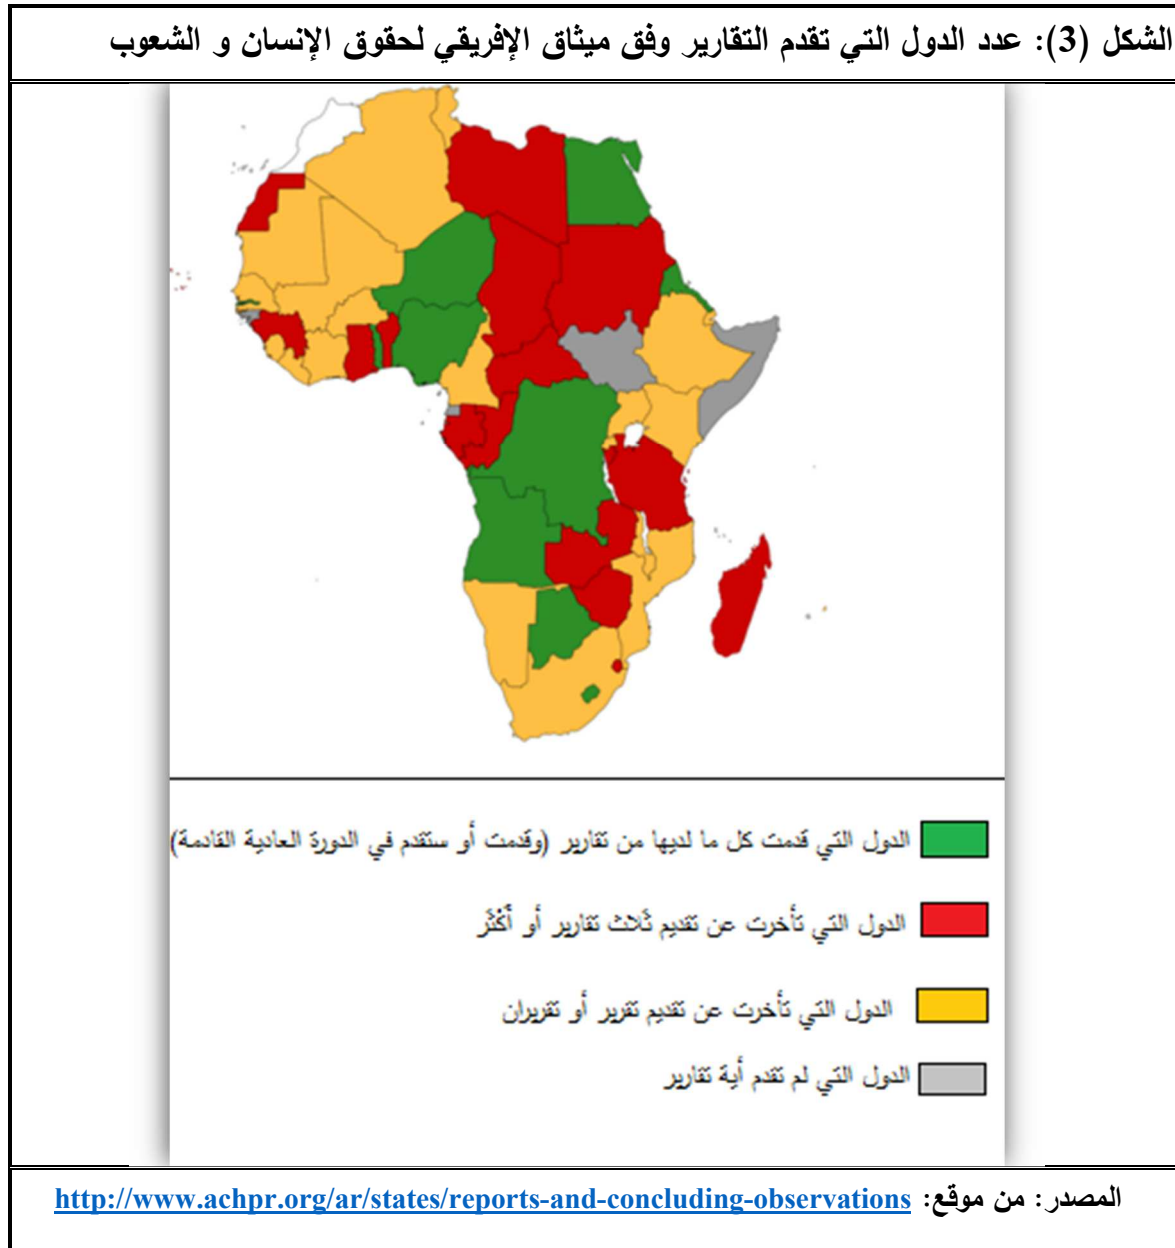 الشكل (3): عدد الدول التي تقدم التقارير وفق ميثاق الإفريقي لحقوق الإنسان و الشعوب
الدول التي قدمت كل ما لديها من تقارير (وقدمت أو ستقدم في الدورة العادية القادمة)
الدول التي تأخرت عن تقديم ثَلاث تقارير أو أَكْثَر
الدول التي تأخرت عن تقديم تقرير أو تقريران
الدول التي لم تقدم أية تقارير
المصدر: من موقع: http://www.achpr.org/ar/states/reports-and-concluding-observations